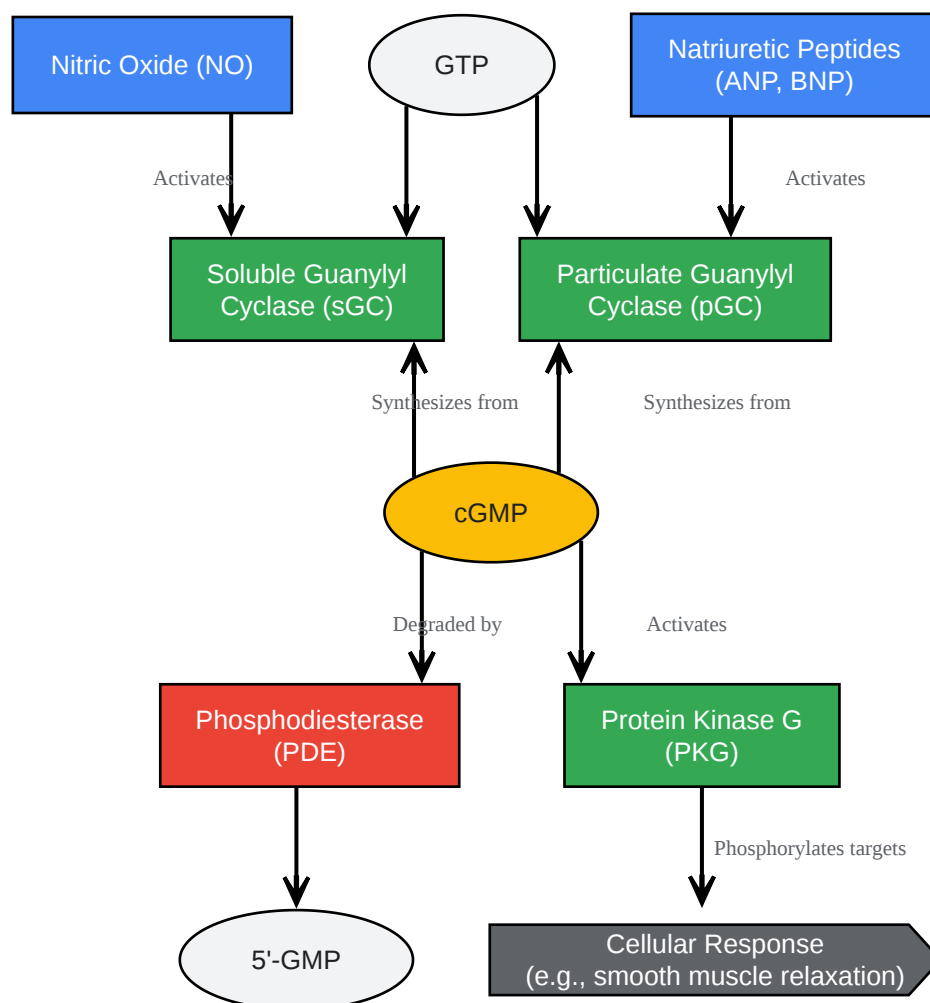 Nitric Oxide (NO)
GTP
Natriuretic Peptides
(ANP, BNP)
Activates
Activates
Soluble Guanylyl
Cyclase (sGC)
Particulate Guanylyl
Cyclase (pGC)
Synthesizes from
Synthesizes from
cGMP
Degraded by
Activates
Phosphodiesterase
(PDE)
Protein Kinase G
(PKG)
Phosphorylates targets
5'-GMP
Cellular Response
(e.g., smooth muscle relaxation)